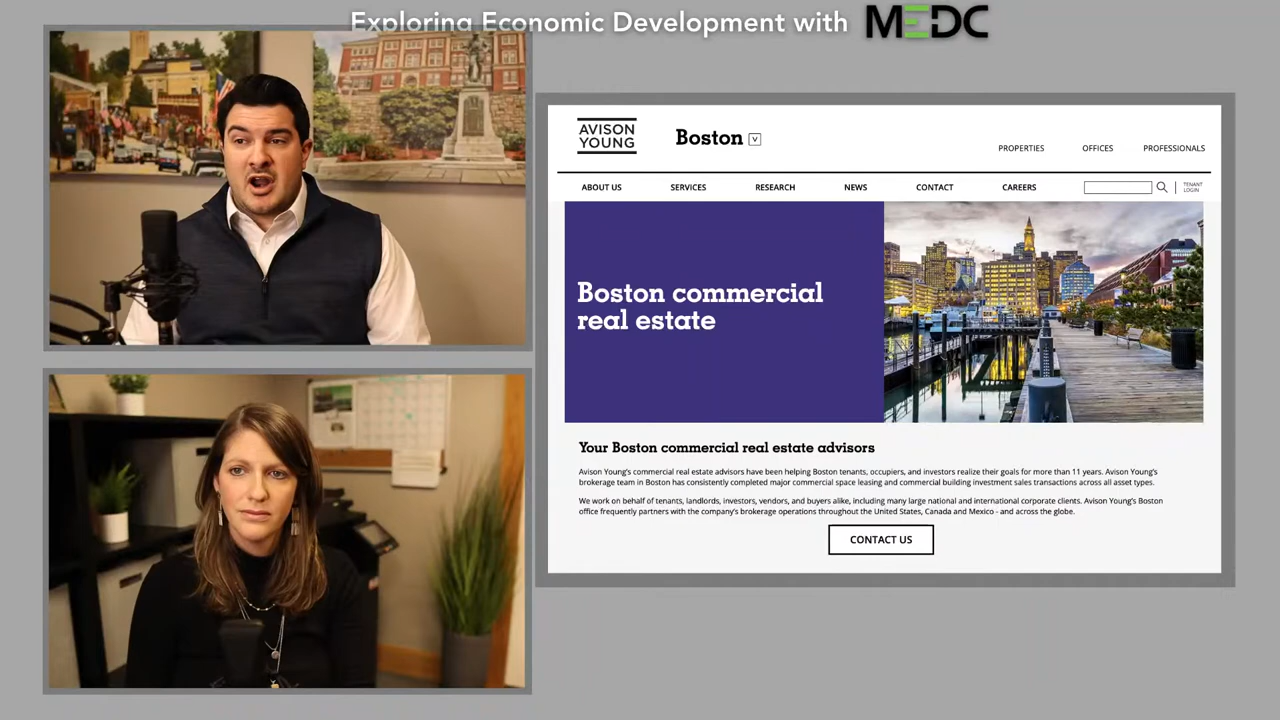 Exploring Economic Development with MEDC
AVISON
YOUNG
Boston
PROPERTIES OFFICES PROFESSIONALS
ABOUT US SERVICES RESEARCH NEWS CONTACT CAREERS TENANT
LOGIN
Boston commercial
real estate
Your Boston commercial real estate advisors
Avison Young's commercial real estate advisors have been helping Boston tenants, occupiers, and investors realize their goals for more than 11 years. Avison Young's
brokerage team in Boston has consistently completed major commercial space leasing and commercial building investment sales transactions across all asset types.
We work on behalf of tenants, landlords, investors, vendors, and buyers alike, including many large national and international corporate clients. Avison Young's Boston
office frequently partners with the company's brokerage operations throughout the United States, Canada and Mexico - and across the globe.
CONTACT US